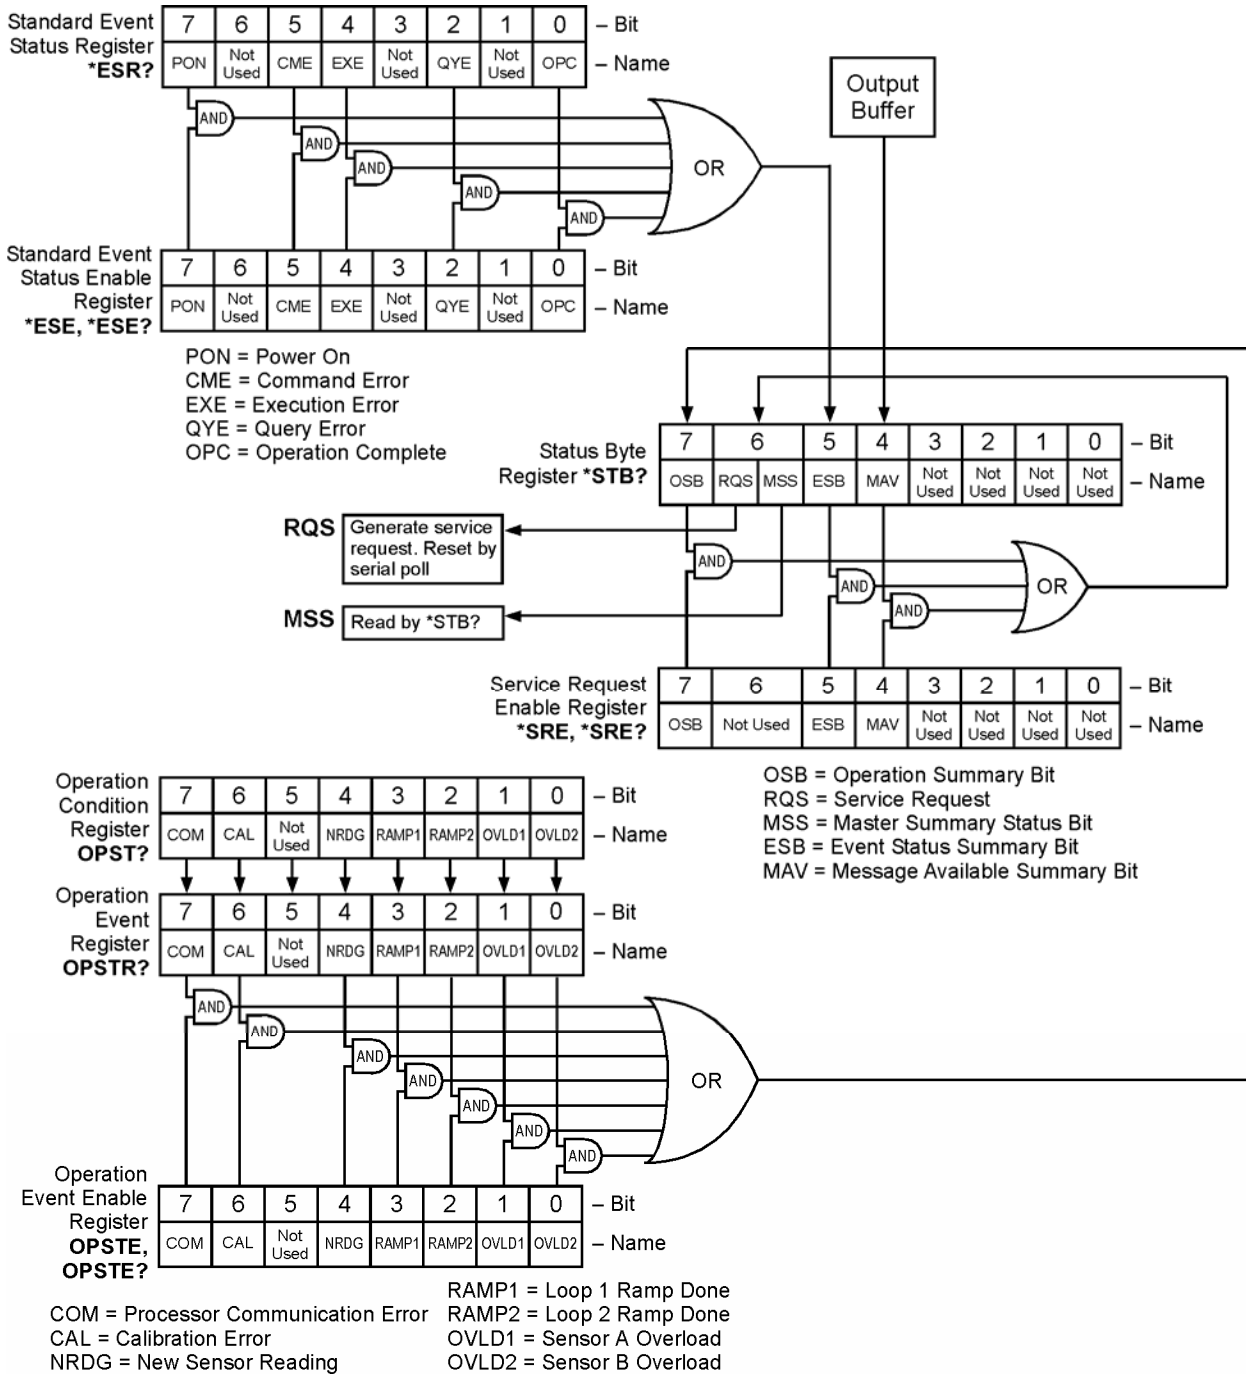 Standard Event
Status Register
*ESR?
7 6 5 4 3 2 1 0 – Bit
PON Not Used CME EXE Not Used QYE Not Used OPC – Name
AND
AND
AND
AND
AND
OR
Output
Buffer
Standard Event
Status Enable
Register
*ESE, *ESE?
7 6 5 4 3 2 1 0 – Bit
PON Not Used CME EXE Not Used QYE Not Used OPC – Name
PON = Power On
CME = Command Error
EXE = Execution Error
QYE = Query Error
OPC = Operation Complete
Status Byte
Register *STB?
7 6 5 4 3 2 1 0 – Bit
OSB RQS MSS ESB MAV Not Used Not Used Not Used Not Used – Name
RQS
Generate service
request. Reset by
serial poll
MSS
Read by *STB?
AND
AND
AND
OR
Service Request
Enable Register
*SRE, *SRE?
7 6 5 4 3 2 1 0 – Bit
OSB Not Used ESB MAV Not Used Not Used Not Used Not Used – Name
OSB = Operation Summary Bit
RQS = Service Request
MSS = Master Summary Status Bit
ESB = Event Status Summary Bit
MAV = Message Available Summary Bit
Operation
Condition
Register
OPST?
7 6 5 4 3 2 1 0 – Bit
COM CAL Not Used NRDG RAMP1 RAMP2 OVLD1 OVLD2 – Name
Operation
Event
Register
OPSTR?
7 6 5 4 3 2 1 0 – Bit
COM CAL Not Used NRDG RAMP1 RAMP2 OVLD1 OVLD2 – Name
AND
AND
AND
AND
AND
AND
AND
OR
Operation
Event Enable
Register
OPSTE,
OPSTE?
7 6 5 4 3 2 1 0 – Bit
COM CAL Not Used NRDG RAMP1 RAMP2 OVLD1 OVLD2 – Name
COM = Processor Communication Error
CAL = Calibration Error
NRDG = New Sensor Reading
RAMP1 = Loop 1 Ramp Done
RAMP2 = Loop 2 Ramp Done
OVLD1 = Sensor A Overload
OVLD2 = Sensor B Overload